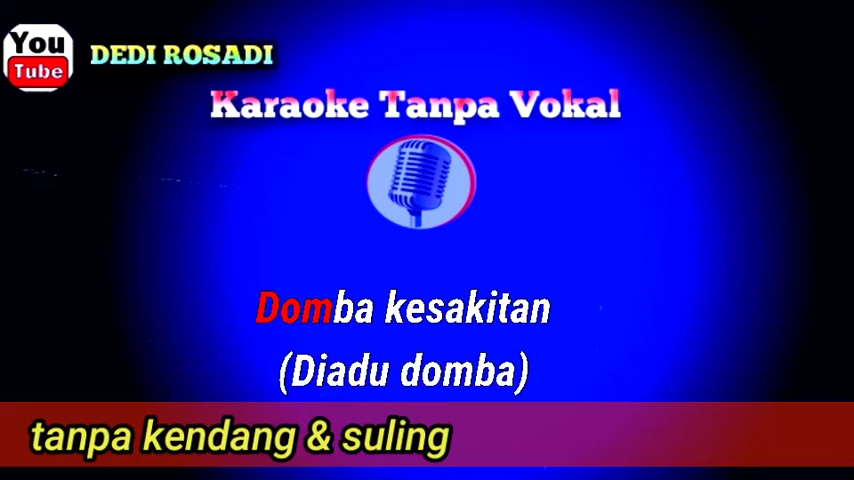 You
Tube
DEDI ROSADI
Karaoke Tanpa Vokal
Domba kesakitan
(Diadu domba)
tanpa kendang & suling